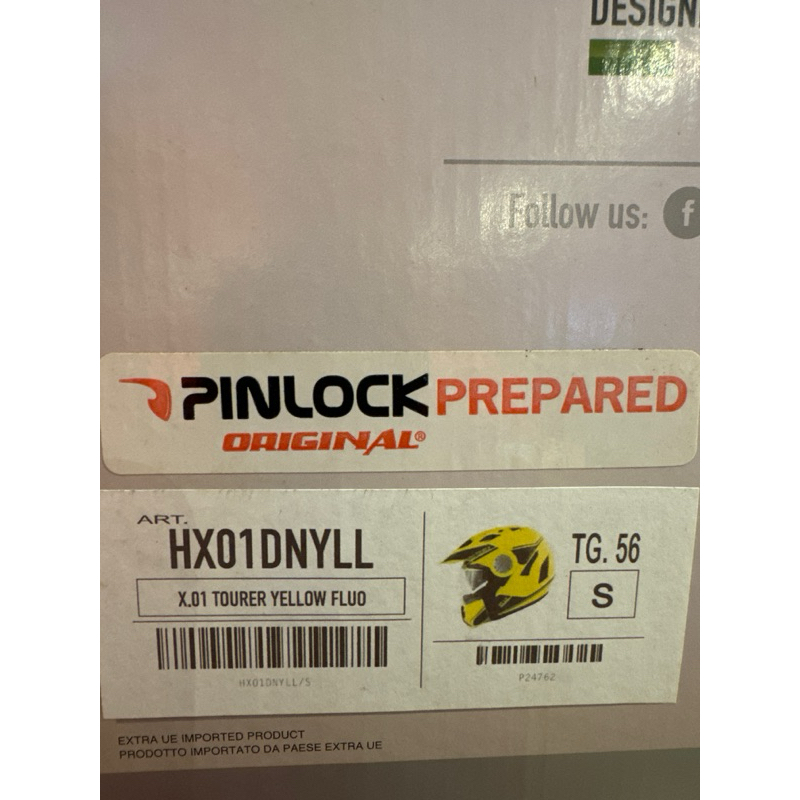 DESIGN
Follow us: f
PINLOCK PREPARED
ORIGINAL®
ART.
HX01DNYLL
X.01 TOURER YELLOW FLUO
HX01DNYLL/S
TG. 56
S
P24762
EXTRA UE IMPORTED PRODUCT
PRODOTTO IMPORTATO DA PAESE EXTRA UE